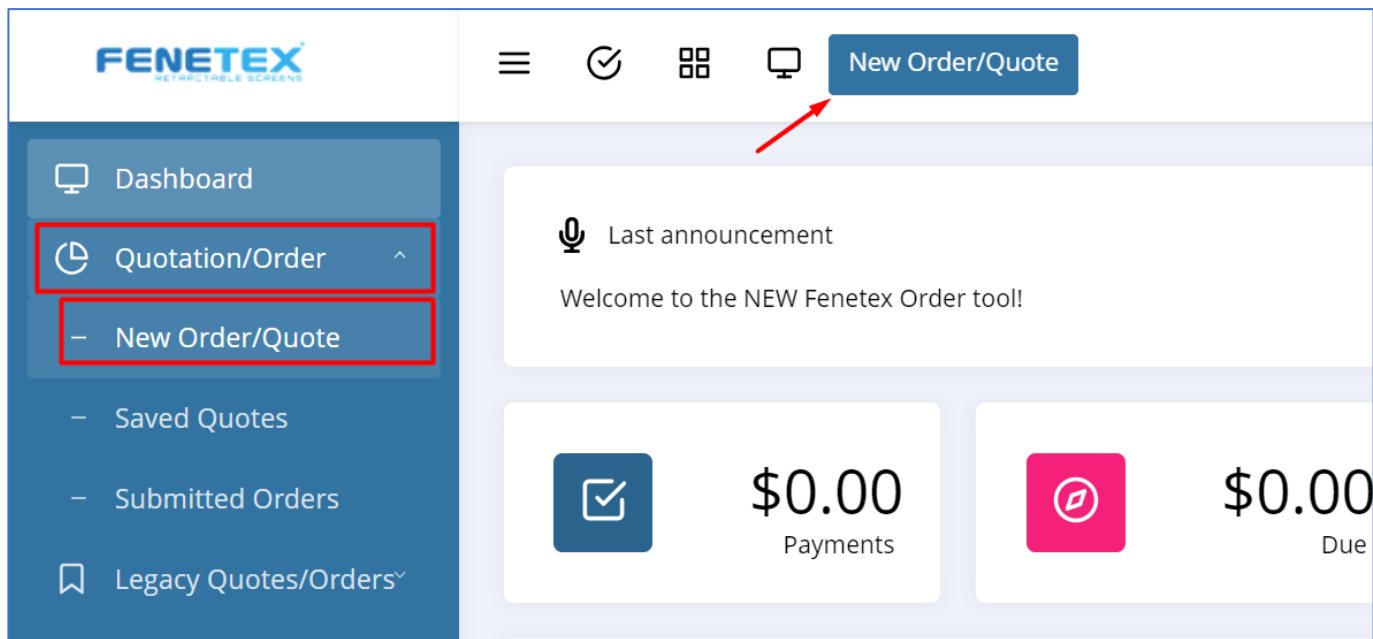 FENETEX
RETRACTABLE SCREENS
New Order/Quote
Dashboard
Quotation/Order
New Order/Quote
Saved Quotes
Submitted Orders
Legacy Quotes/Orders
Last announcement
Welcome to the NEW Fenetex Order tool!
$0.00
Payments
$0.00
Due